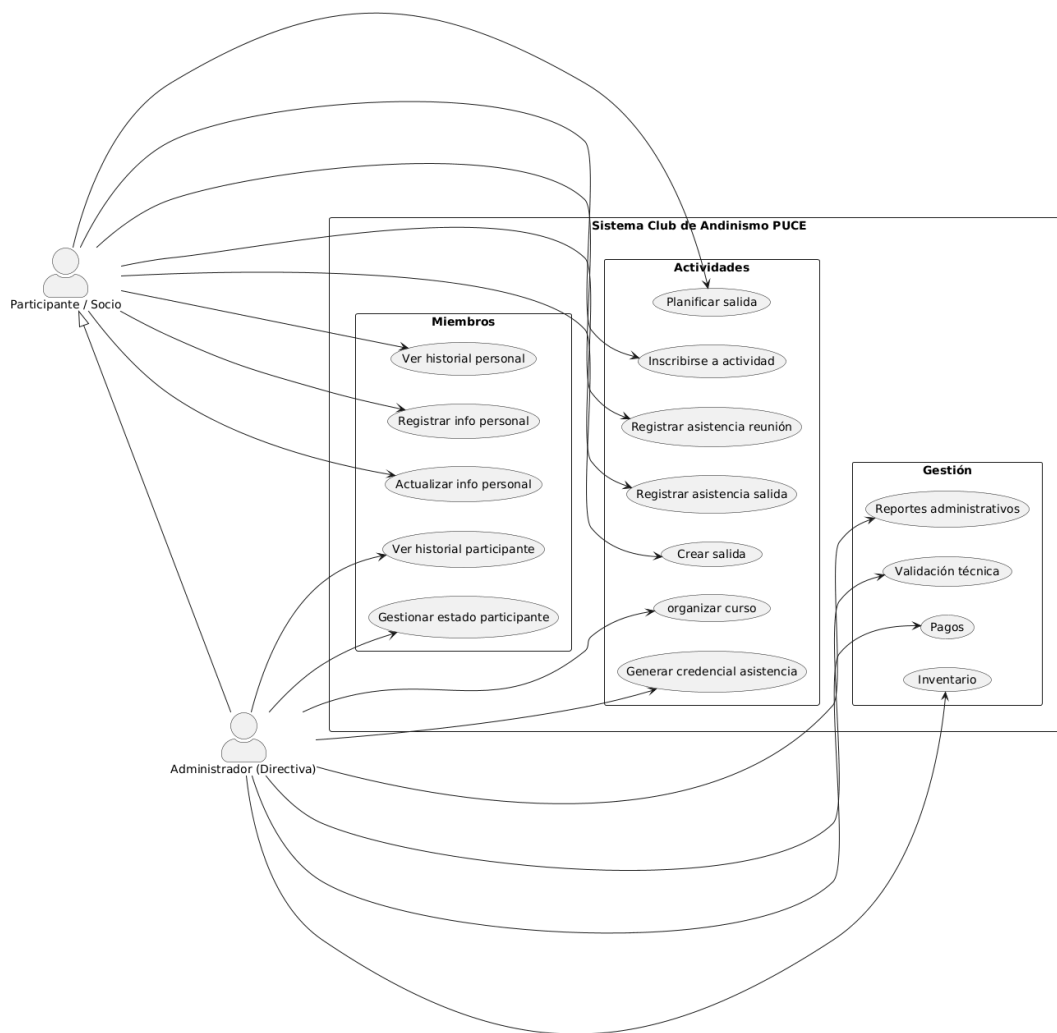 Sistema Club de Andinismo PUCE
Actividades
Planificar salida
Inscribirse a actividad
Registrar asistencia reunión
Registrar asistencia salida
Crear salida
organizar curso
Generar credencial asistencia
Participante / Socio
Miembros
Ver historial personal
Registrar info personal
Actualizar info personal
Ver historial participante
Gestionar estado participante
Gestión
Reportes administrativos
Validación técnica
Pagos
Inventario
Administrador (Directiva)